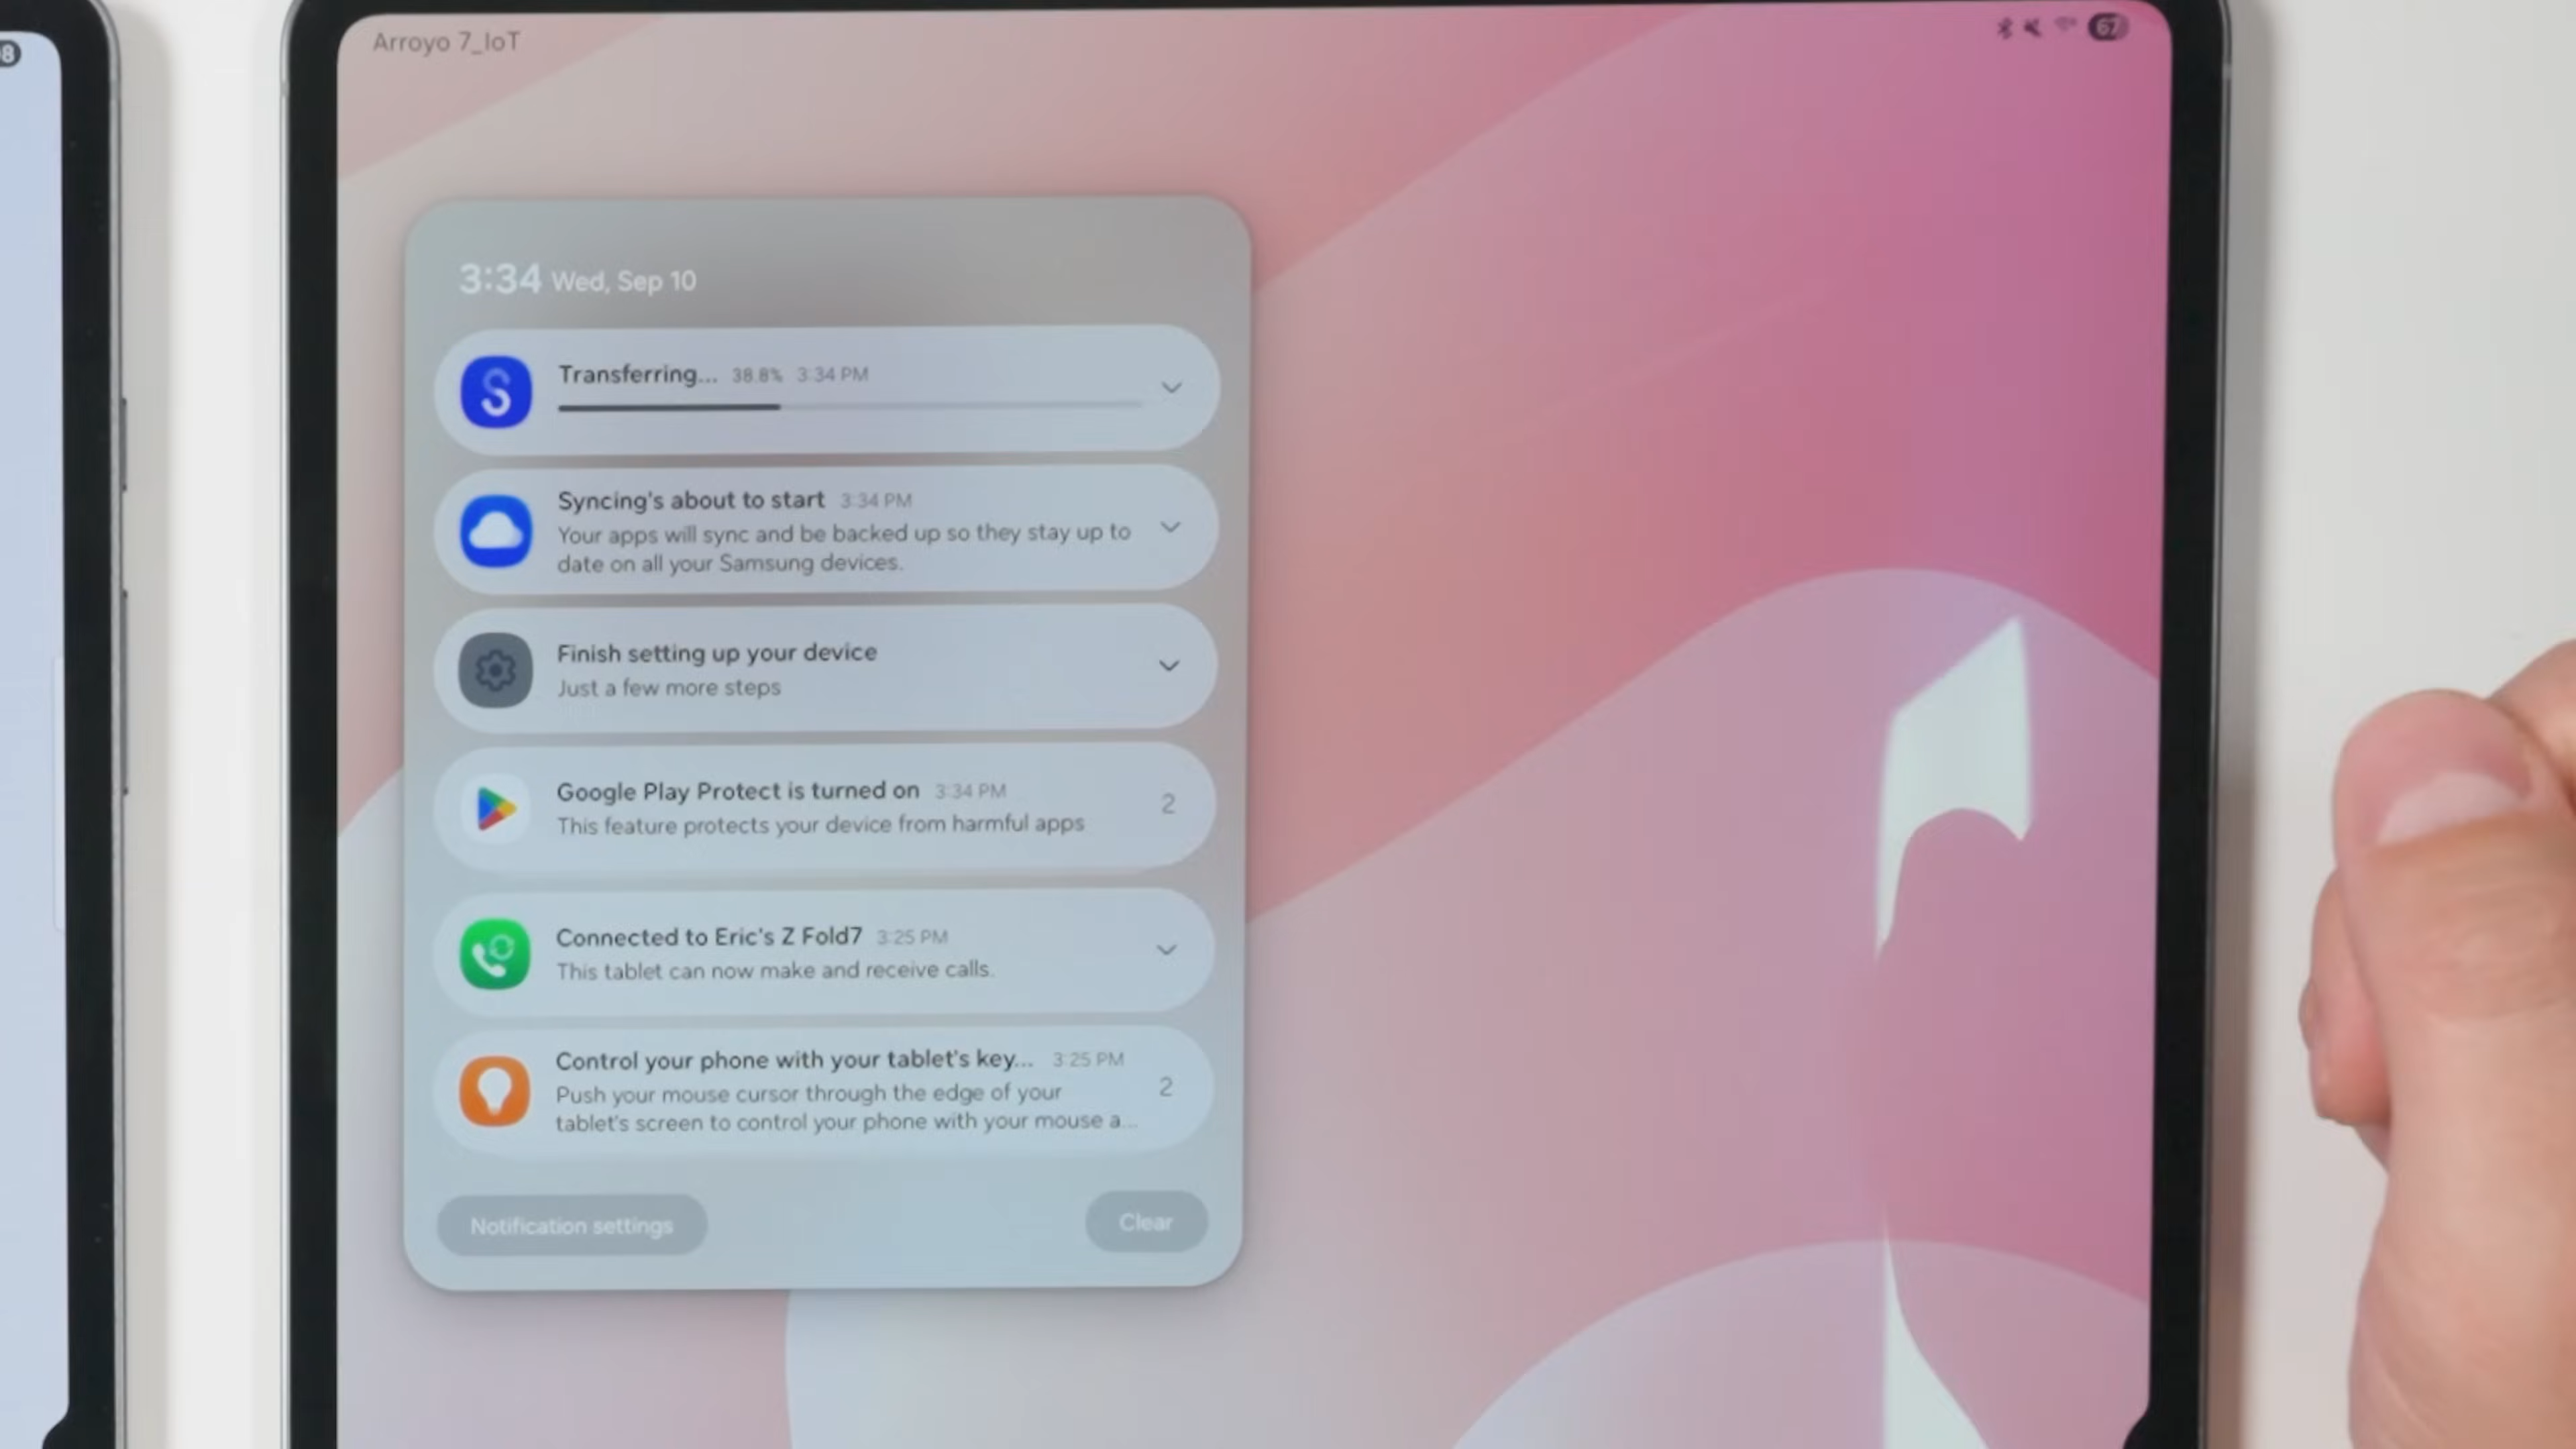 Arroyo 7_IoT
67
3:34 Wed, Sep 10
Transferring... 38.8% 3:34 PM
Syncing's about to start 3:34 PM
Your apps will sync and be backed up so they stay up to
date on all your Samsung devices.
Finish setting up your device
Just a few more steps
Google Play Protect is turned on 3:34 PM
This feature protects your device from harmful apps
2
Connected to Eric's Z Fold7 3:25 PM
This tablet can now make and receive calls.
Control your phone with your tablet's key... 3:25 PM
Push your mouse cursor through the edge of your
tablet's screen to control your phone with your mouse a...
2
Notification settings
Clear